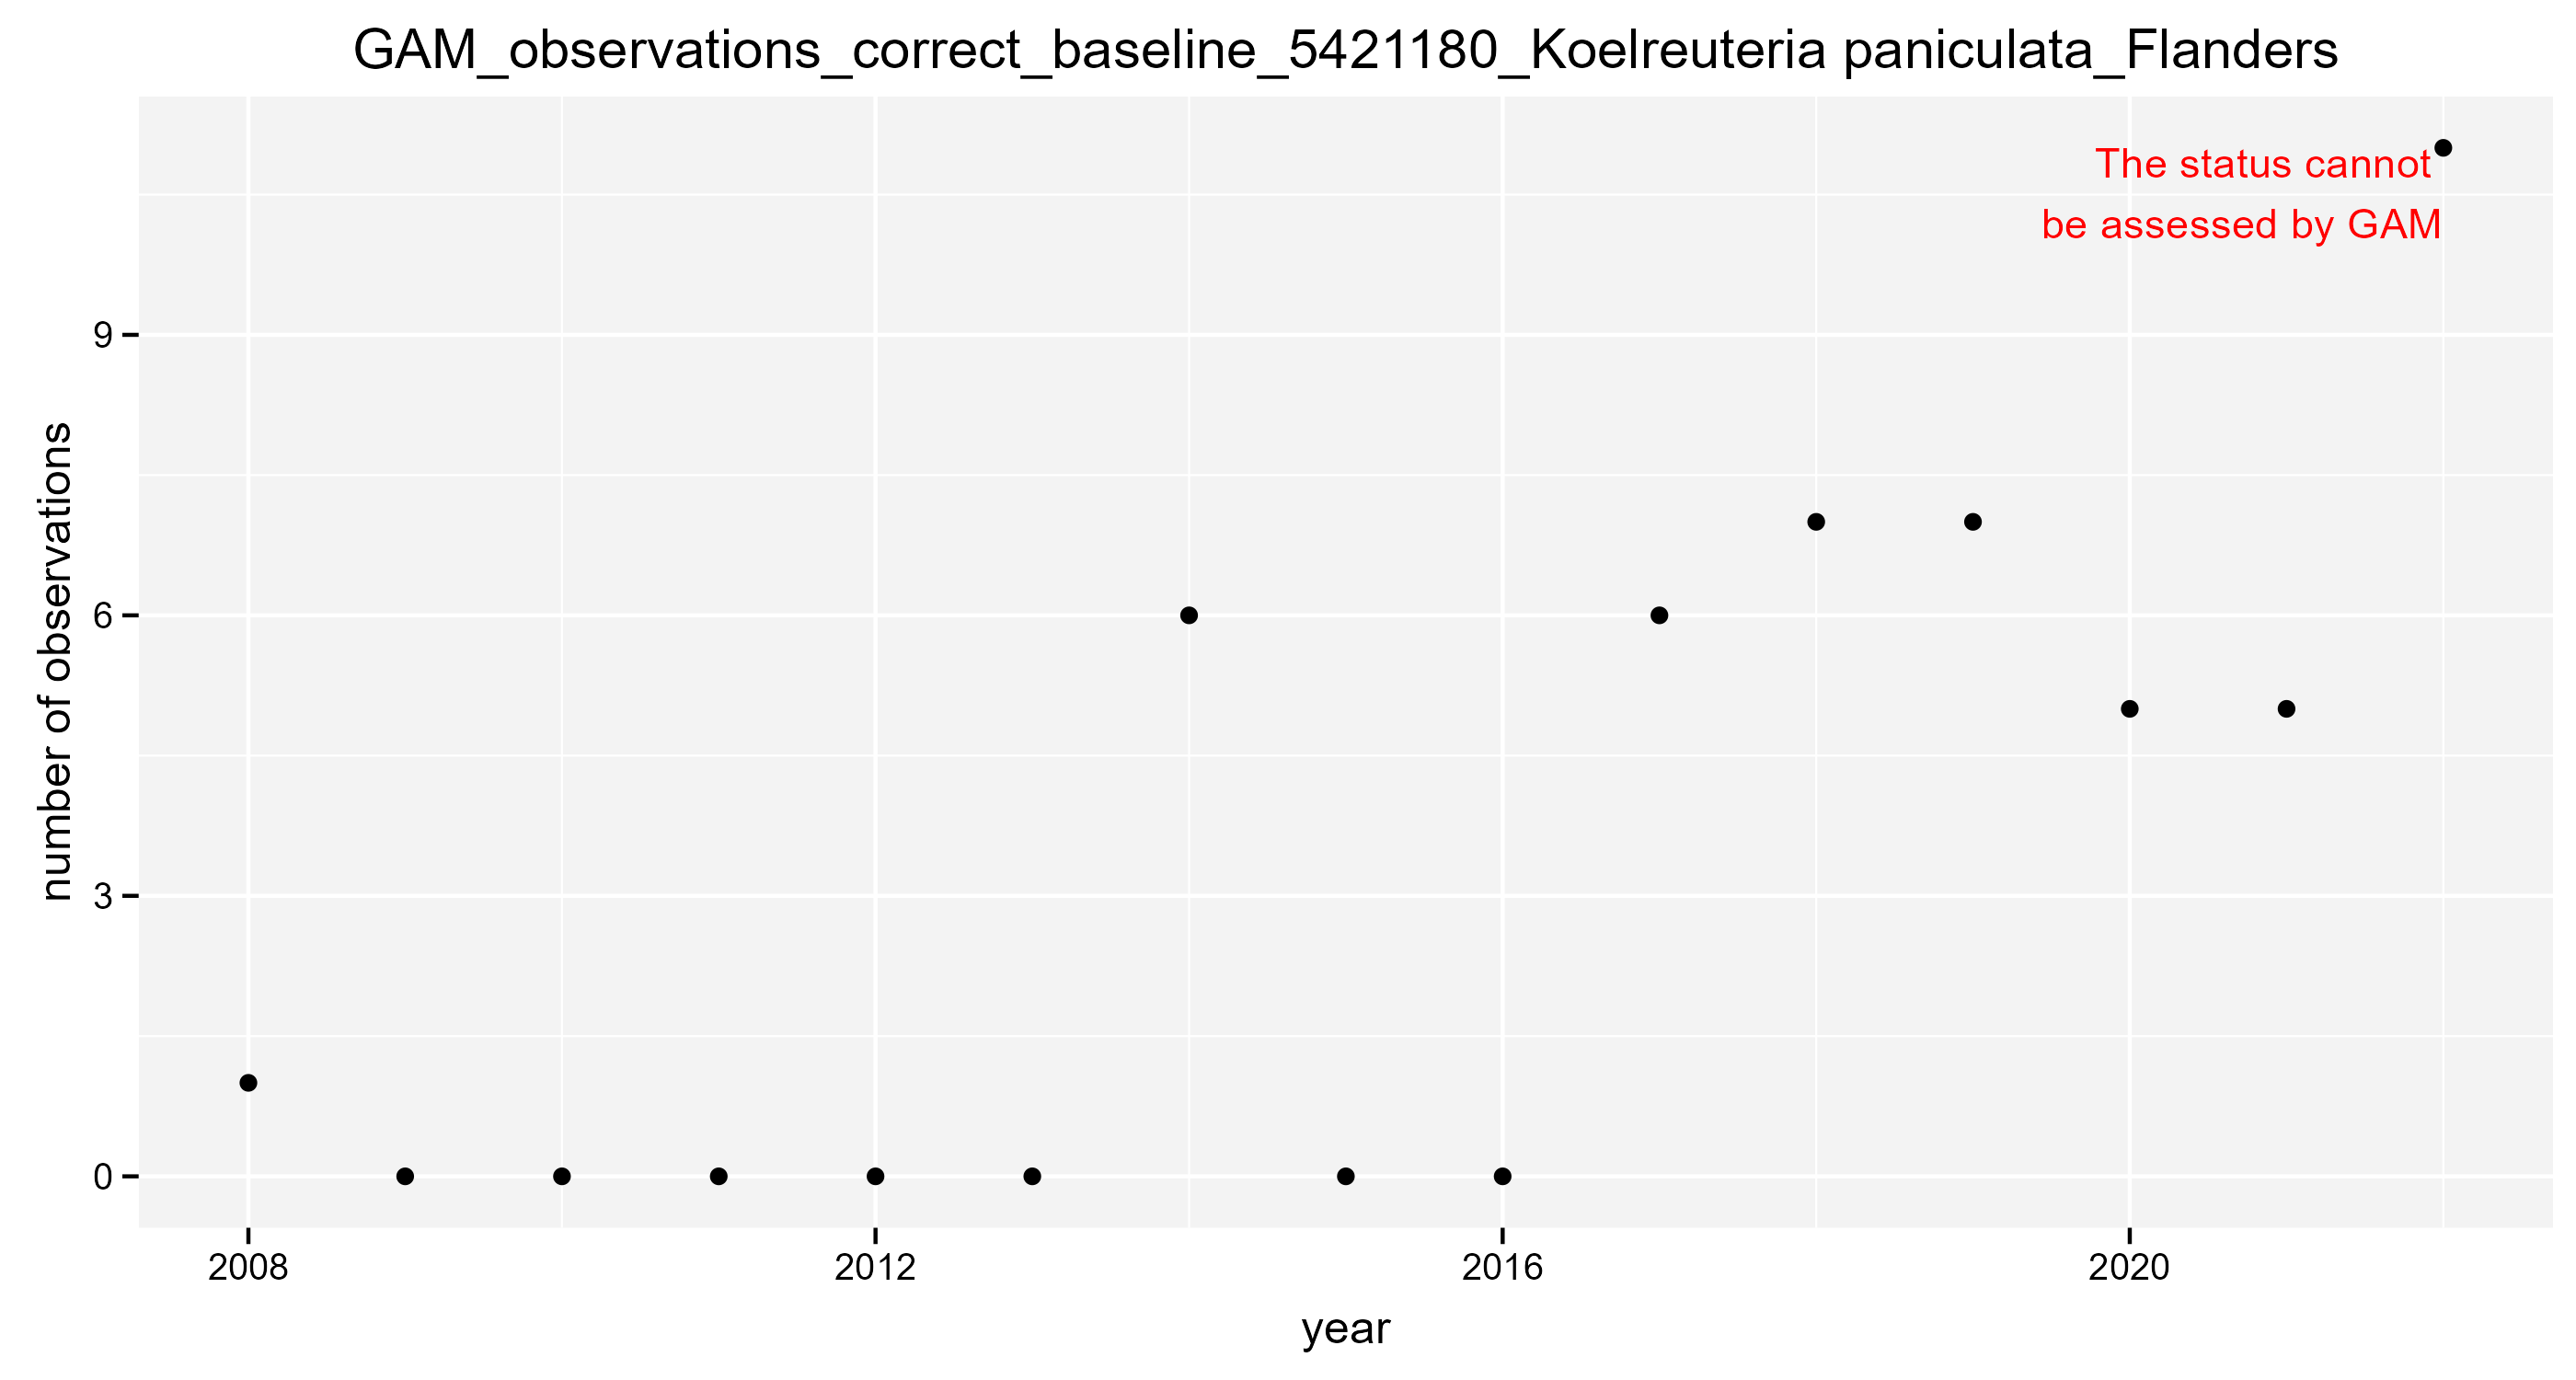 GAM_observations_correct_baseline_5421180_Koelreuteria paniculata_Flanders
The status cannot
be assessed by GAM
9
6
3
0
number of observations
2008
2012
2016
2020
year